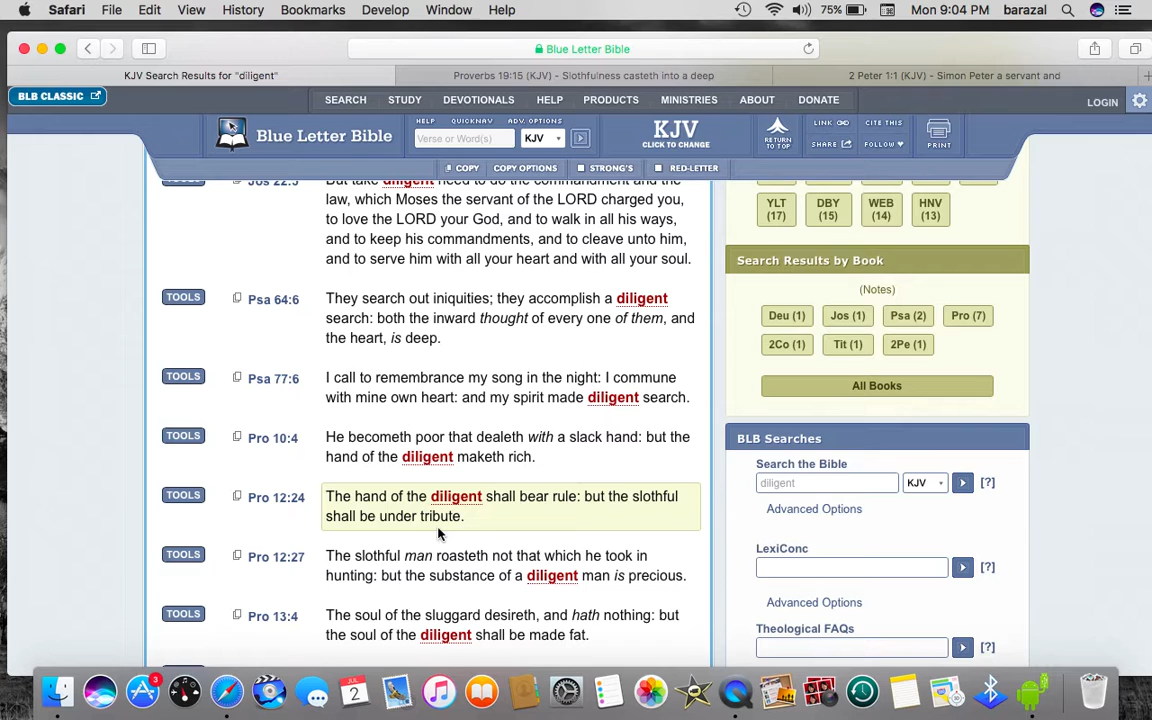 Safari File Edit View History Bookmarks Develop Window Help 75% Mon 9:04 PM barazal
Blue Letter Bible
KJV Search Results for "diligent" Proverbs 19:15 (KJV) - Slothfulness casteth into a deep 2 Peter 1:1 (KJV) - Simon Peter a servant and
BLB CLASSIC
SEARCH STUDY DEVOTIONALS HELP PRODUCTS MINISTRIES ABOUT DONATE LOGIN
HELP QUICKNAV ADV. OPTIONS
Blue Letter Bible Verse or Word(s) KJV
KJV
CLICK TO CHANGE
RETURN
TO TOP
LINK CITE THIS
SHARE FOLLOW
PRINT
COPY COPY OPTIONS STRONG'S RED-LETTER
TOOLS Jos 22:5 But take diligent heed to do the commandment and the
law, which Moses the servant of the LORD charged you,
to love the LORD your God, and to walk in all his ways,
and to keep his commandments, and to cleave unto him,
and to serve him with all your heart and with all your soul.
TOOLS Psa 64:6 They search out iniquities; they accomplish a diligent
search: both the inward thought of every one of them, and
the heart, is deep.
TOOLS Psa 77:6 I call to remembrance my song in the night: I commune
with mine own heart: and my spirit made diligent search.
TOOLS Pro 10:4 He becometh poor that dealeth with a slack hand: but the
hand of the diligent maketh rich.
TOOLS Pro 12:24 The hand of the diligent shall bear rule: but the slothful
shall be under tribute.
TOOLS Pro 12:27 The slothful man roasteth not that which he took in
hunting: but the substance of a diligent man is precious.
TOOLS Pro 13:4 The soul of the sluggard desireth, and hath nothing: but
the soul of the diligent shall be made fat.
YLT DBY WEB HNV
(17) (15) (14) (13)
Search Results by Book
(Notes)
Deu (1) Jos (1) Psa (2) Pro (7)
2Co (1) Tit (1) 2Pe (1)
All Books
BLB Searches
Search the Bible
diligent KJV [?]
Advanced Options
LexiConc
[?]
Advanced Options
Theological FAQs
[?]
3
2